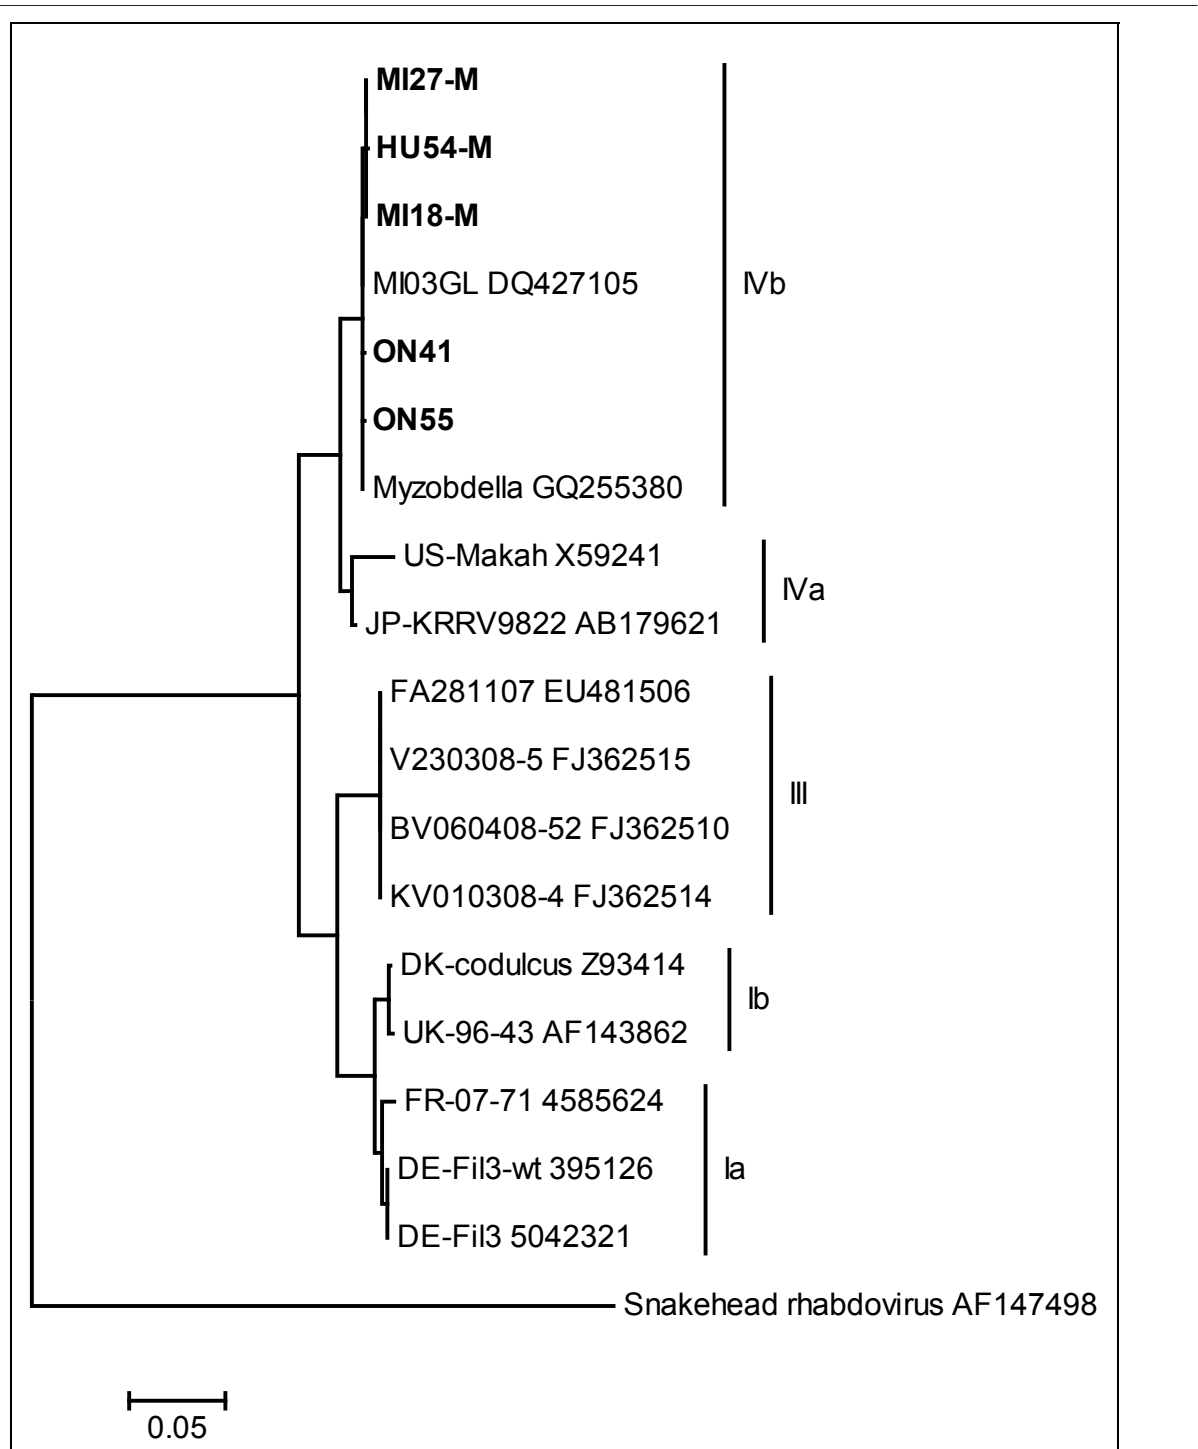 MI27-M
HU54-M
MI18-M
MI03GL DQ427105
IVb
ON41
ON55
Myzobdella GQ255380
US-Makah X59241
IVa
JP-KRRV9822 AB179621
FA281107 EU481506
V230308-5 FJ362515
III
BV060408-52 FJ362510
KV010308-4 FJ362514
DK-codulcus Z93414
Ib
UK-96-43 AF143862
FR-07-71 4585624
DE-Fil3-wt 395126
Ia
DE-Fil3 5042321
Snakehead rhabdovirus AF147498
0.05